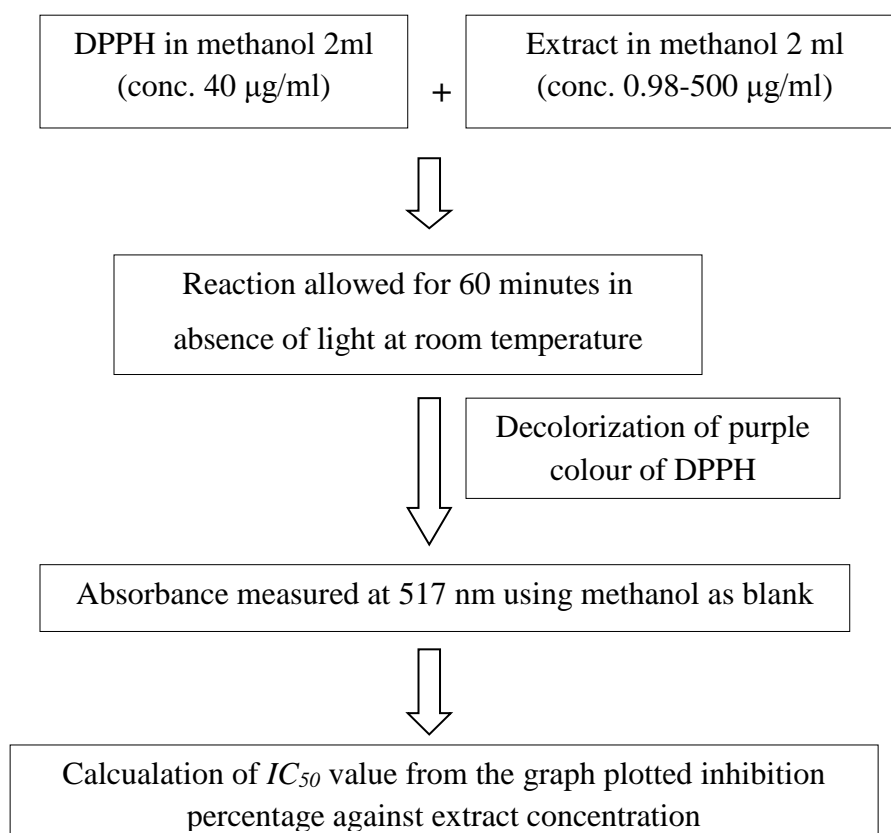 DPPH in methanol 2ml
(conc. 40 μg/ml)
+
Extract in methanol 2 ml
(conc. 0.98-500 μg/ml)
Reaction allowed for 60 minutes in
absence of light at room temperature
Decolorization of purple
colour of DPPH
Absorbance measured at 517 nm using methanol as blank
Calcualation of IC50 value from the graph plotted inhibition
percentage against extract concentration